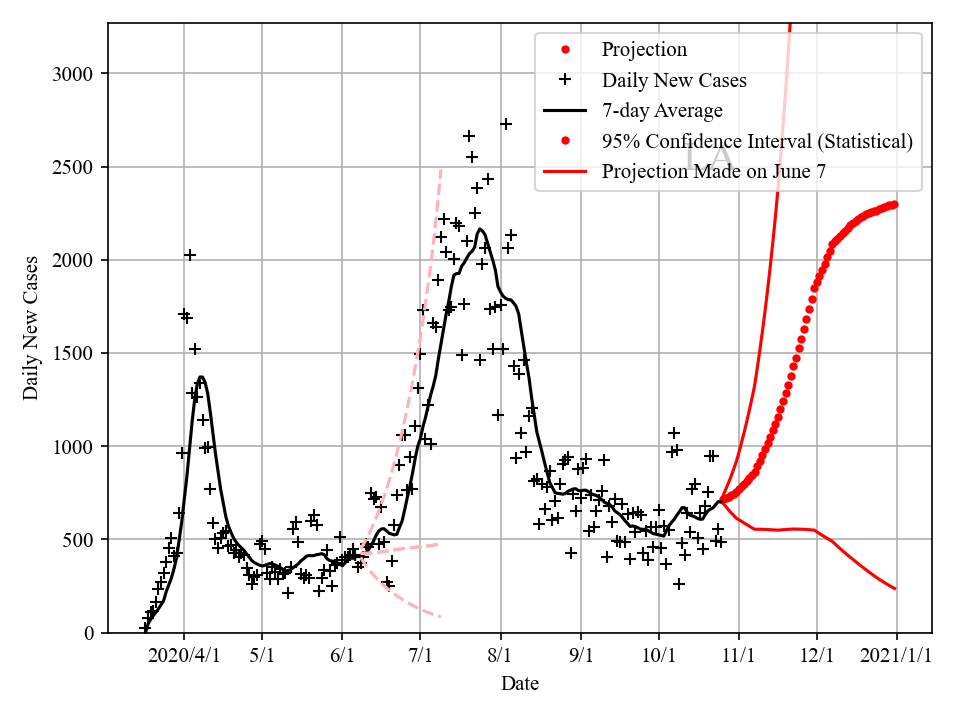 3000
2500
2000
1500
1000
500
0
Daily New Cases
Projection
Daily New Cases
7-day Average
95% Confidence Interval (Statistical)
Projection Made on June 7
LA
2020/4/1 5/1 6/1 7/1 8/1 9/1 10/1 11/1 12/1 2021/1/1
Date